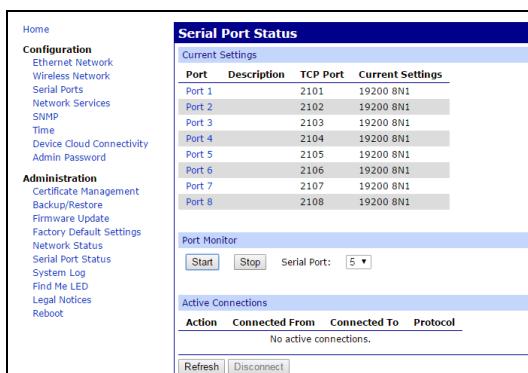 Home
Configuration
Ethernet Network
Wireless Network
Serial Ports
Network Services
SNMP
Time
Device Cloud Connectivity
Admin Password
Administration
Certificate Management
Backup/Restore
Firmware Update
Factory Default Settings
Network Status
Serial Port Status
System Log
Find Me LED
Legal Notices
Reboot
Serial Port Status
Current Settings
Port Description TCP Port Current Settings
Port 1 2101 19200 8N1
Port 2 2102 19200 8N1
Port 3 2103 19200 8N1
Port 4 2104 19200 8N1
Port 5 2105 19200 8N1
Port 6 2106 19200 8N1
Port 7 2107 19200 8N1
Port 8 2108 19200 8N1
Port Monitor
Start Stop Serial Port: 5
Active Connections
Action Connected From Connected To Protocol
No active connections.
Refresh Disconnect